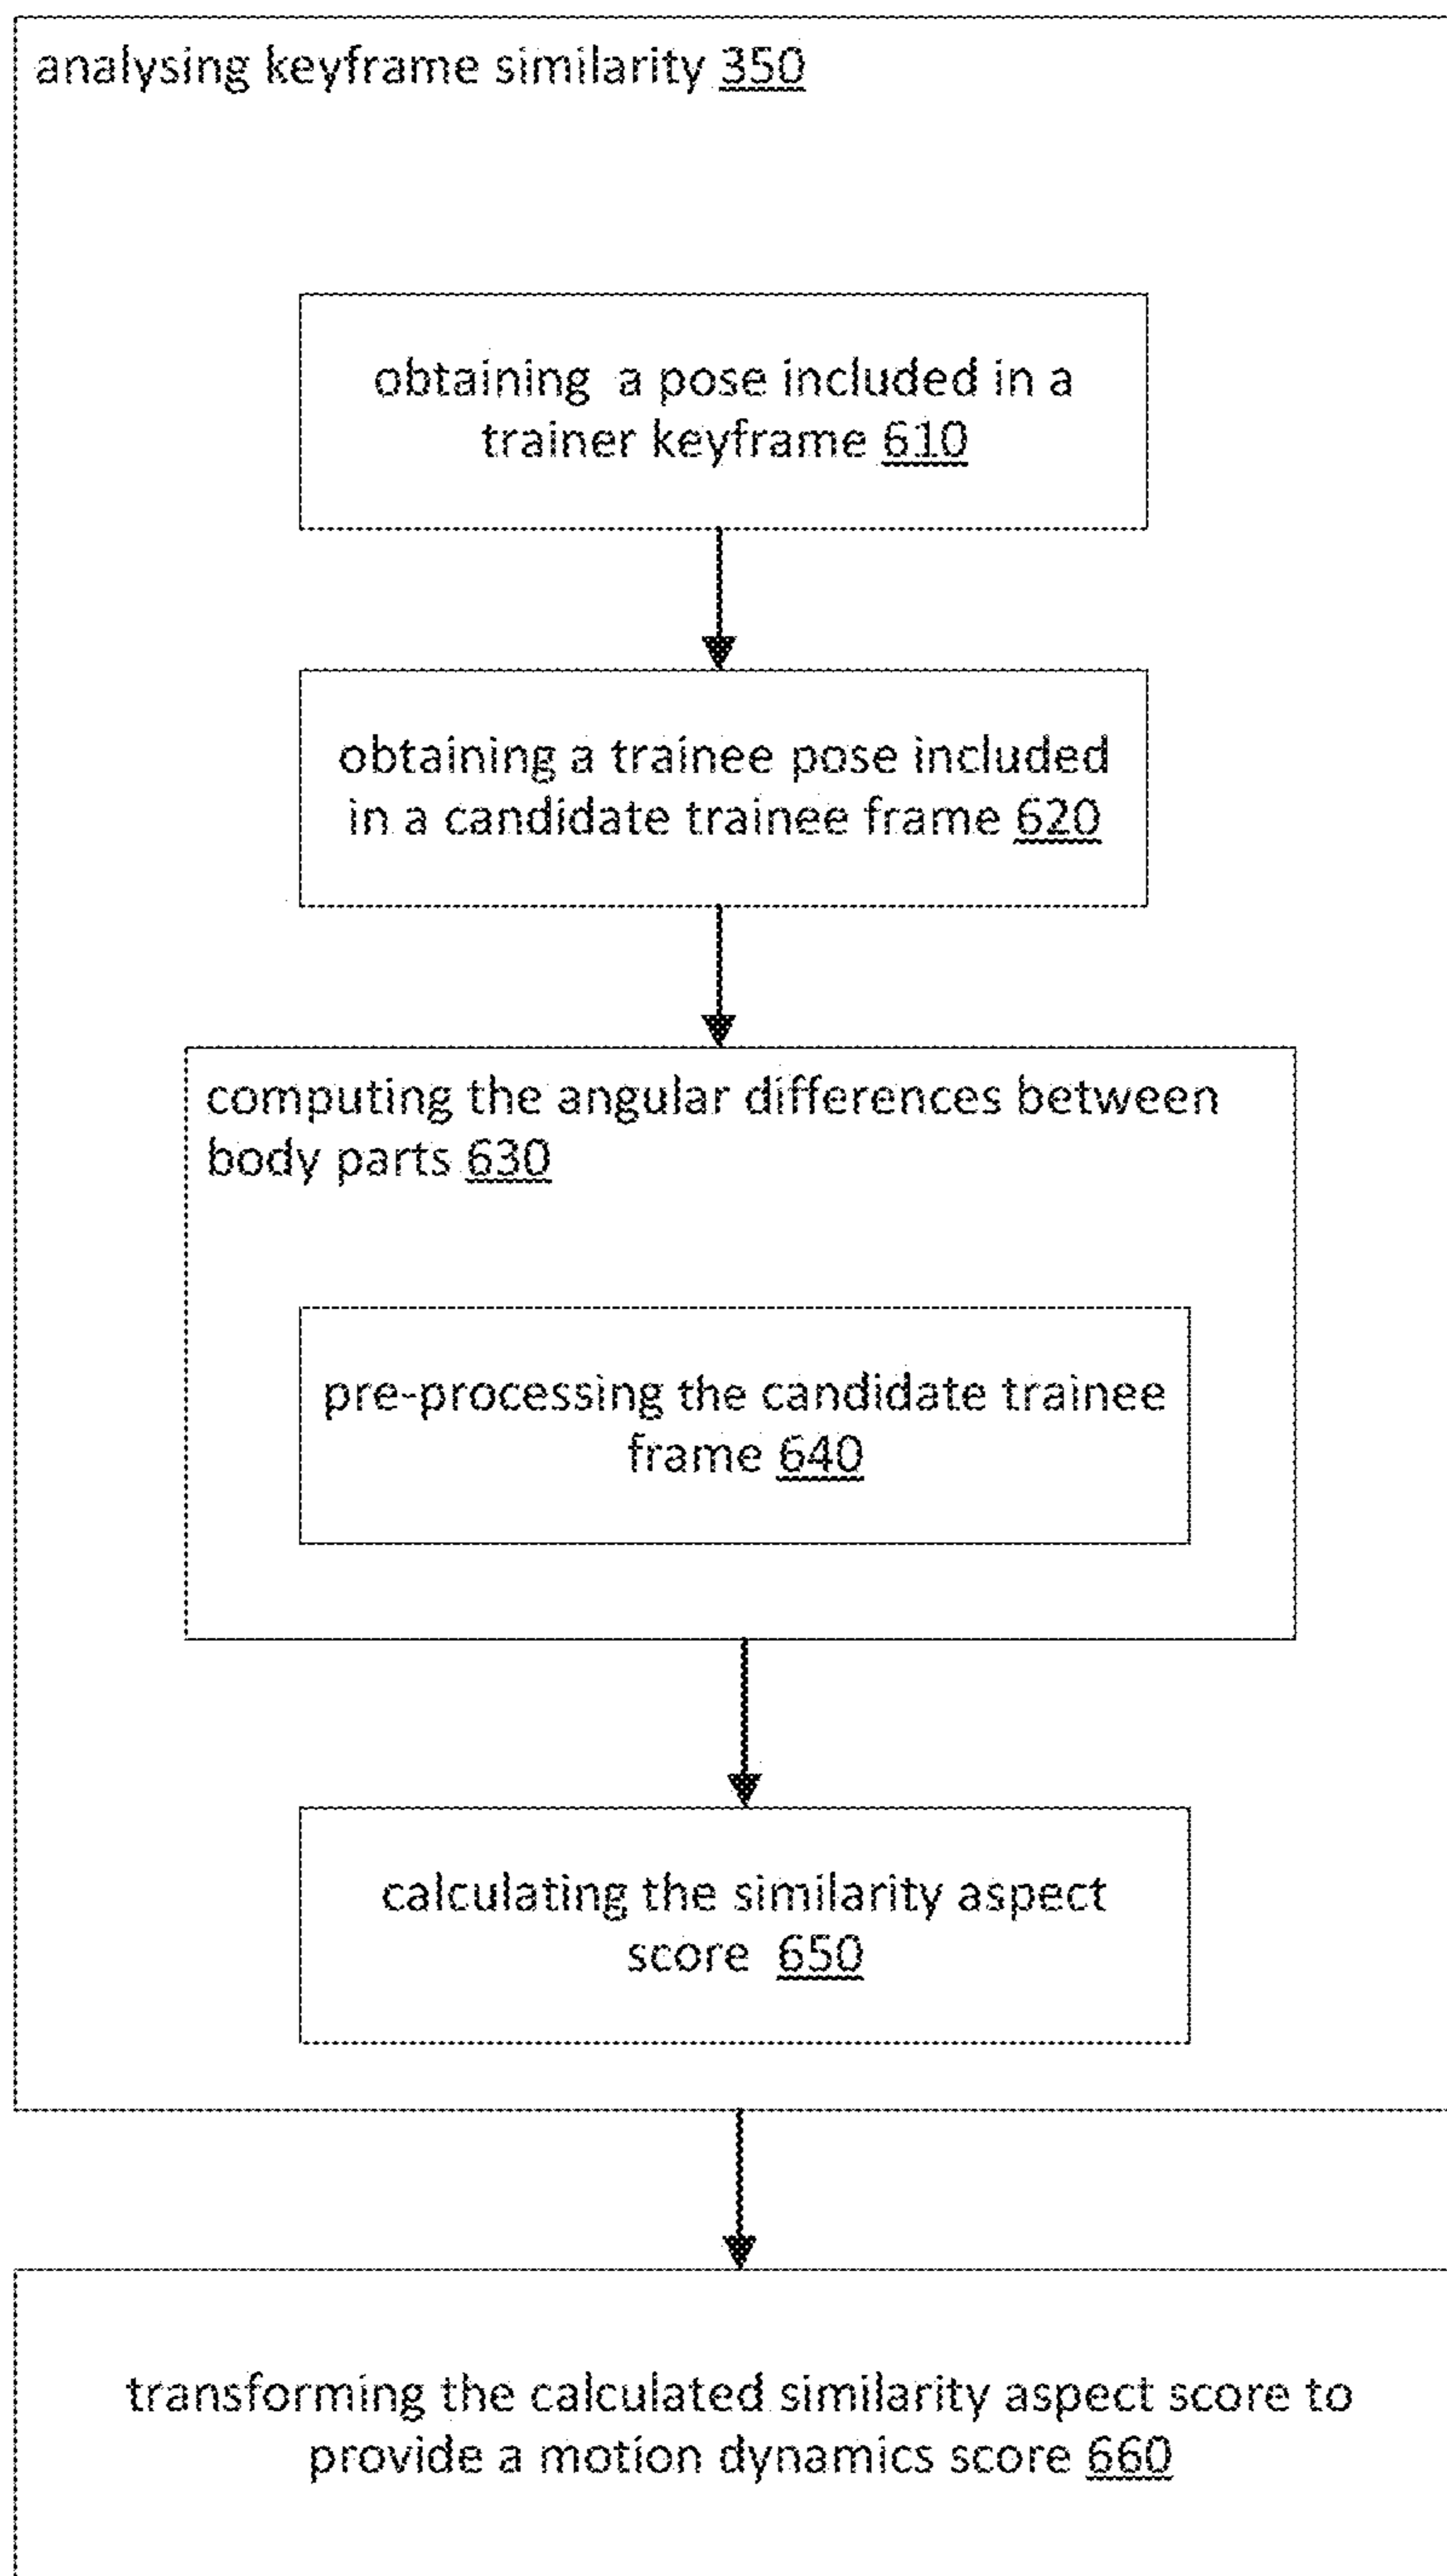 analysing keyframe similarity 350
obtaining a pose included in a
trainer keyframe 610
obtaining a trainee pose included
in a candidate trainee frame 620
computing the angular differences between
body parts 630
pre-processing the candidate trainee
frame 640
calculating the similarity aspect
score 650
transforming the calculated similarity aspect score to
provide a motion dynamics score 660